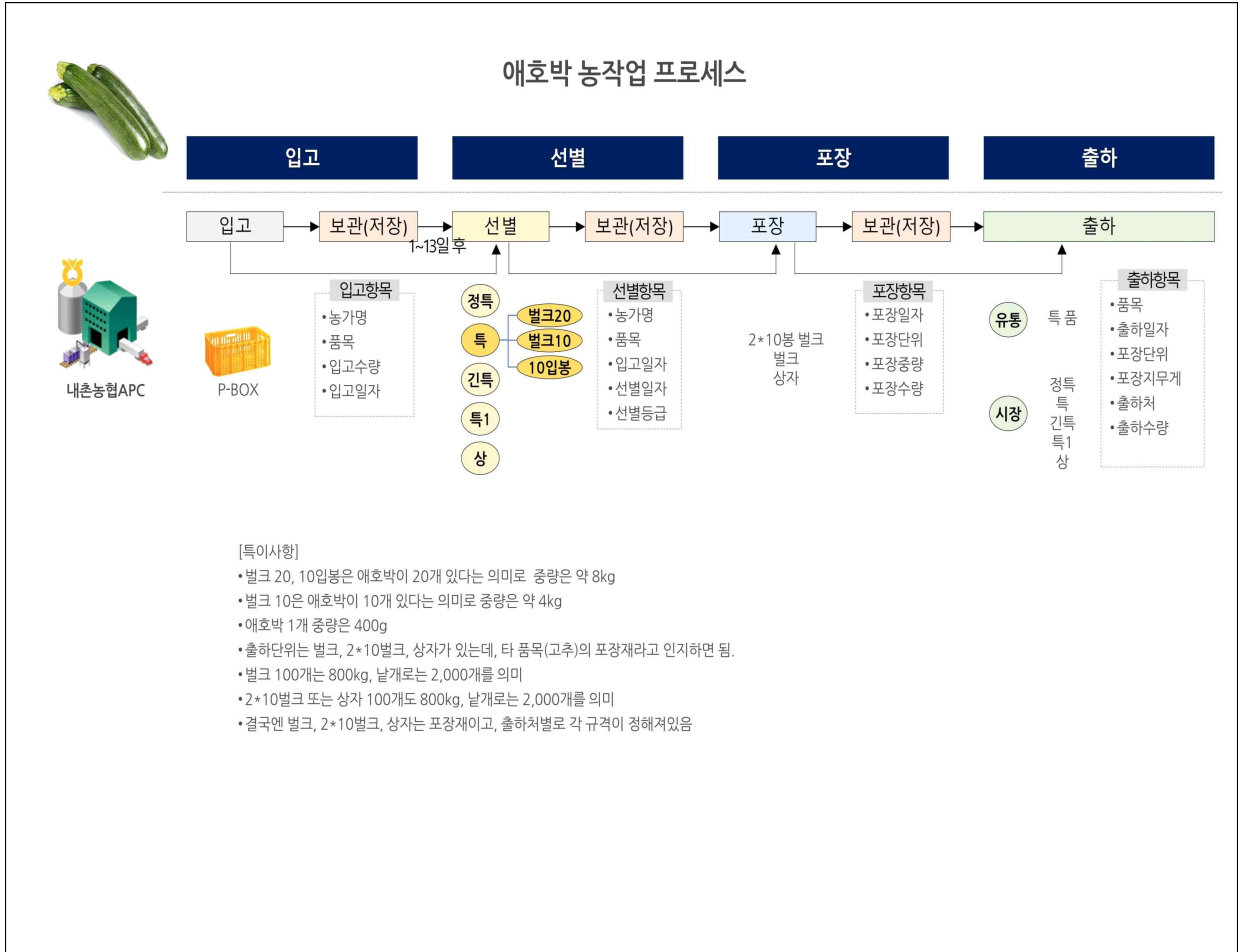 애호박 농작업 프로세스
입고
선별
포장
출하
입고
보관(저장)
1~13일 후
선별
보관(저장)
포장
보관(저장)
출하
내촌농협APC
P-BOX
입고항목
•농가명
•품목
•입고수량
•입고일자
정특
특
긴특
특1
상
벌크20
벌크10
10입봉
선별항목
•농가명
•품목
•입고일자
•선별일자
•선별등급
2*10봉 벌크
벌크
상자
포장항목
•포장일자
•포장단위
•포장중량
•포장수량
유통
특 품
시장
정특
특
긴특
특1
상
출하항목
•품목
•출하일자
•포장단위
•포장지무게
•출하처
•출하수량
[특이사항]
•벌크 20, 10입봉은 애호박이 20개 있다는 의미로 중량은 약 8kg
•벌크 10은 애호박이 10개 있다는 의미로 중량은 약 4kg
•애호박 1개 중량은 400g
•출하단위는 벌크, 2*10벌크, 상자가 있는데, 타 품목(고추)의 포장재라고 인지하면 됨.
•벌크 100개는 800kg, 낱개로는 2,000개를 의미
•2*10벌크 또는 상자 100개도 800kg, 낱개로는 2,000개를 의미
•결국엔 벌크, 2*10벌크, 상자는 포장재이고, 출하처별로 각 규격이 정해져있음